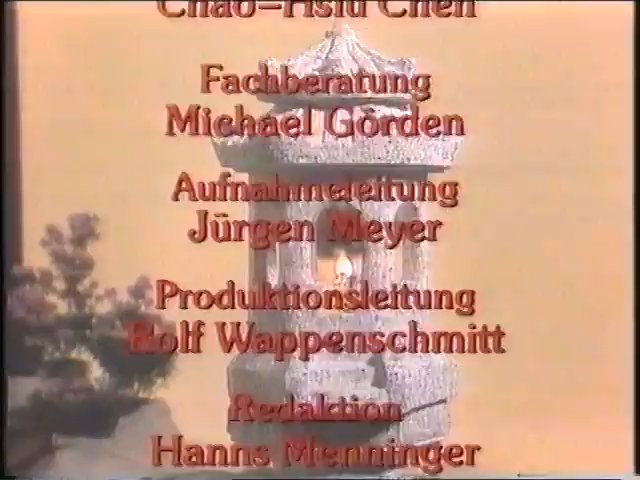 Chao-Hsiu Chen
Fachberatung
Michael Görden
Aufnahmeleitung
Jürgen Meyer
Produktionsleitung
Rolf Wappenschmitt
Redaktion
Hanns Menninger